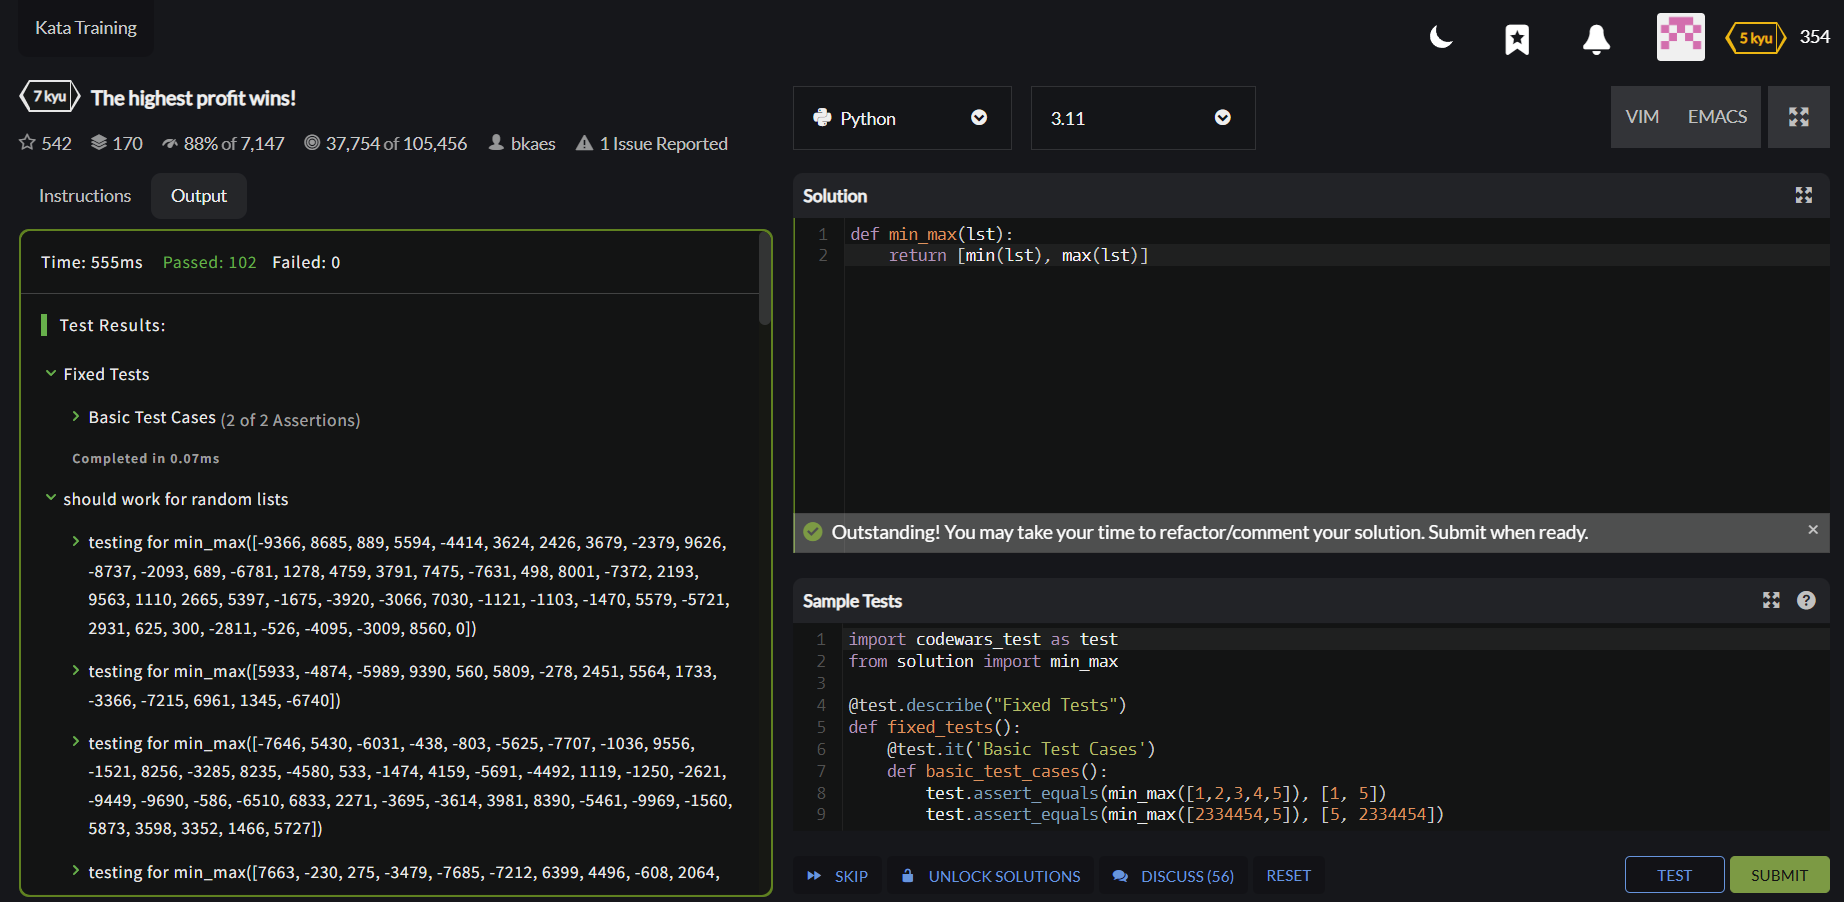 Kata Training
5 kyu 354
7 kyu The highest profit wins!
542 170 88% of 7,147 37,754 of 105,456 bkaes 1 Issue Reported
Instructions Output
Time: 555ms Passed: 102 Failed: 0
Test Results:
Fixed Tests
Basic Test Cases (2 of 2 Assertions)
Completed in 0.07ms
should work for random lists
testing for min_max([-9366, 8685, 889, 5594, -4414, 3624, 2426, 3679, -2379, 9626,
-8737, -2093, 689, -6781, 1278, 4759, 3791, 7475, -7631, 498, 8001, -7372, 2193,
9563, 1110, 2665, 5397, -1675, -3920, -3066, 7030, -1121, -1103, -1470, 5579, -5721,
2931, 625, 300, -2811, -526, -4095, -3009, 8560, 0])
testing for min_max([5933, -4874, -5989, 9390, 560, 5809, -278, 2451, 5564, 1733,
-3366, -7215, 6961, 1345, -6740])
testing for min_max([-7646, 5430, -6031, -438, -803, -5625, -7707, -1036, 9556,
-1521, 8256, -3285, 8235, -4580, 533, -1474, 4159, -5691, -4492, 1119, -1250, -2621,
-9449, -9690, -586, -6510, 6833, 2271, -3695, -3614, 3981, 8390, -5461, -9969, -1560,
5873, 3598, 3352, 1466, 5727])
testing for min_max([7663, -230, 275, -3479, -7685, -7212, 6399, 4496, -608, 2064,
Python 3.11 VIM EMACS
Solution
1 def min_max(lst):
2     return [min(lst), max(lst)]
Outstanding! You may take your time to refactor/comment your solution. Submit when ready. ×
Sample Tests ?
1 import codewars_test as test
2 from solution import min_max
3
4 @test.describe("Fixed Tests")
5 def fixed_tests():
6     @test.it('Basic Test Cases')
7     def basic_test_cases():
8         test.assert_equals(min_max([1,2,3,4,5]), [1, 5])
9         test.assert_equals(min_max([2334454,5]), [5, 2334454])
SKIP UNLOCK SOLUTIONS DISCUSS (56) RESET TEST SUBMIT